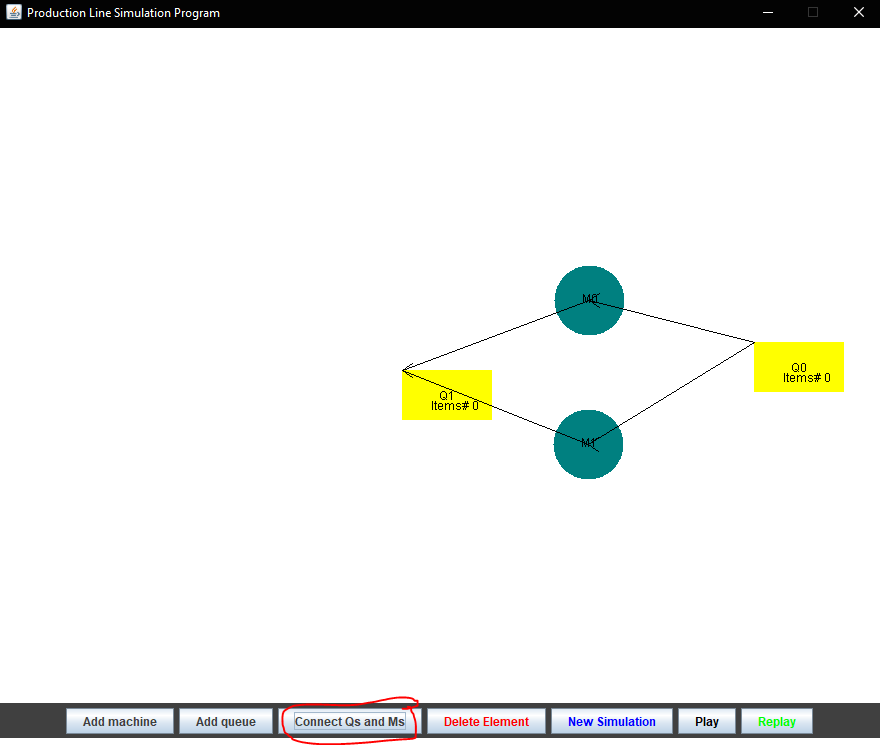 Production Line Simulation Program
M0
Q0
Items# 0
Q1
Items# 0
M1
Add machine
Add queue
Connect Qs and Ms
Delete Element
New Simulation
Play
Replay